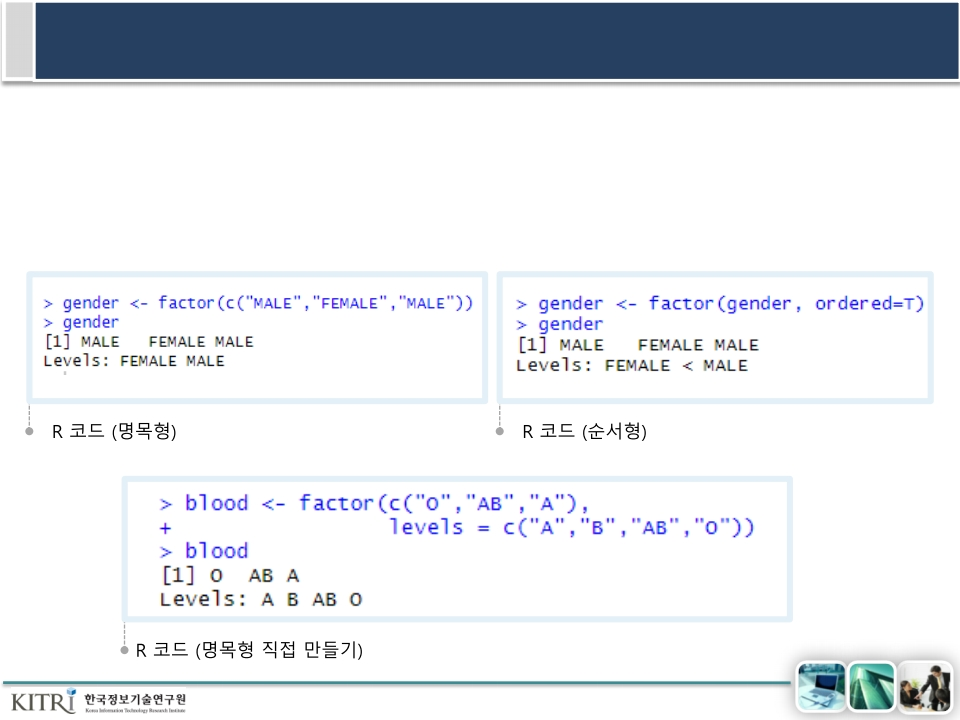 > gender <- factor(c("MALE","FEMALE","MALE"))
> gender
[1] MALE   FEMALE MALE
Levels: FEMALE MALE
R 코드 (명목형)
> gender <- factor(gender, ordered=T)
> gender
[1] MALE   FEMALE MALE
Levels: FEMALE < MALE
R 코드 (순서형)
> blood <- factor(c("O","AB","A"),
+                 levels = c("A","B","AB","O"))
> blood
[1] O  AB A
Levels: A B AB O
R 코드 (명목형 직접 만들기)
KITRI 한국정보기술연구원
Korea Information Technology Research Institute